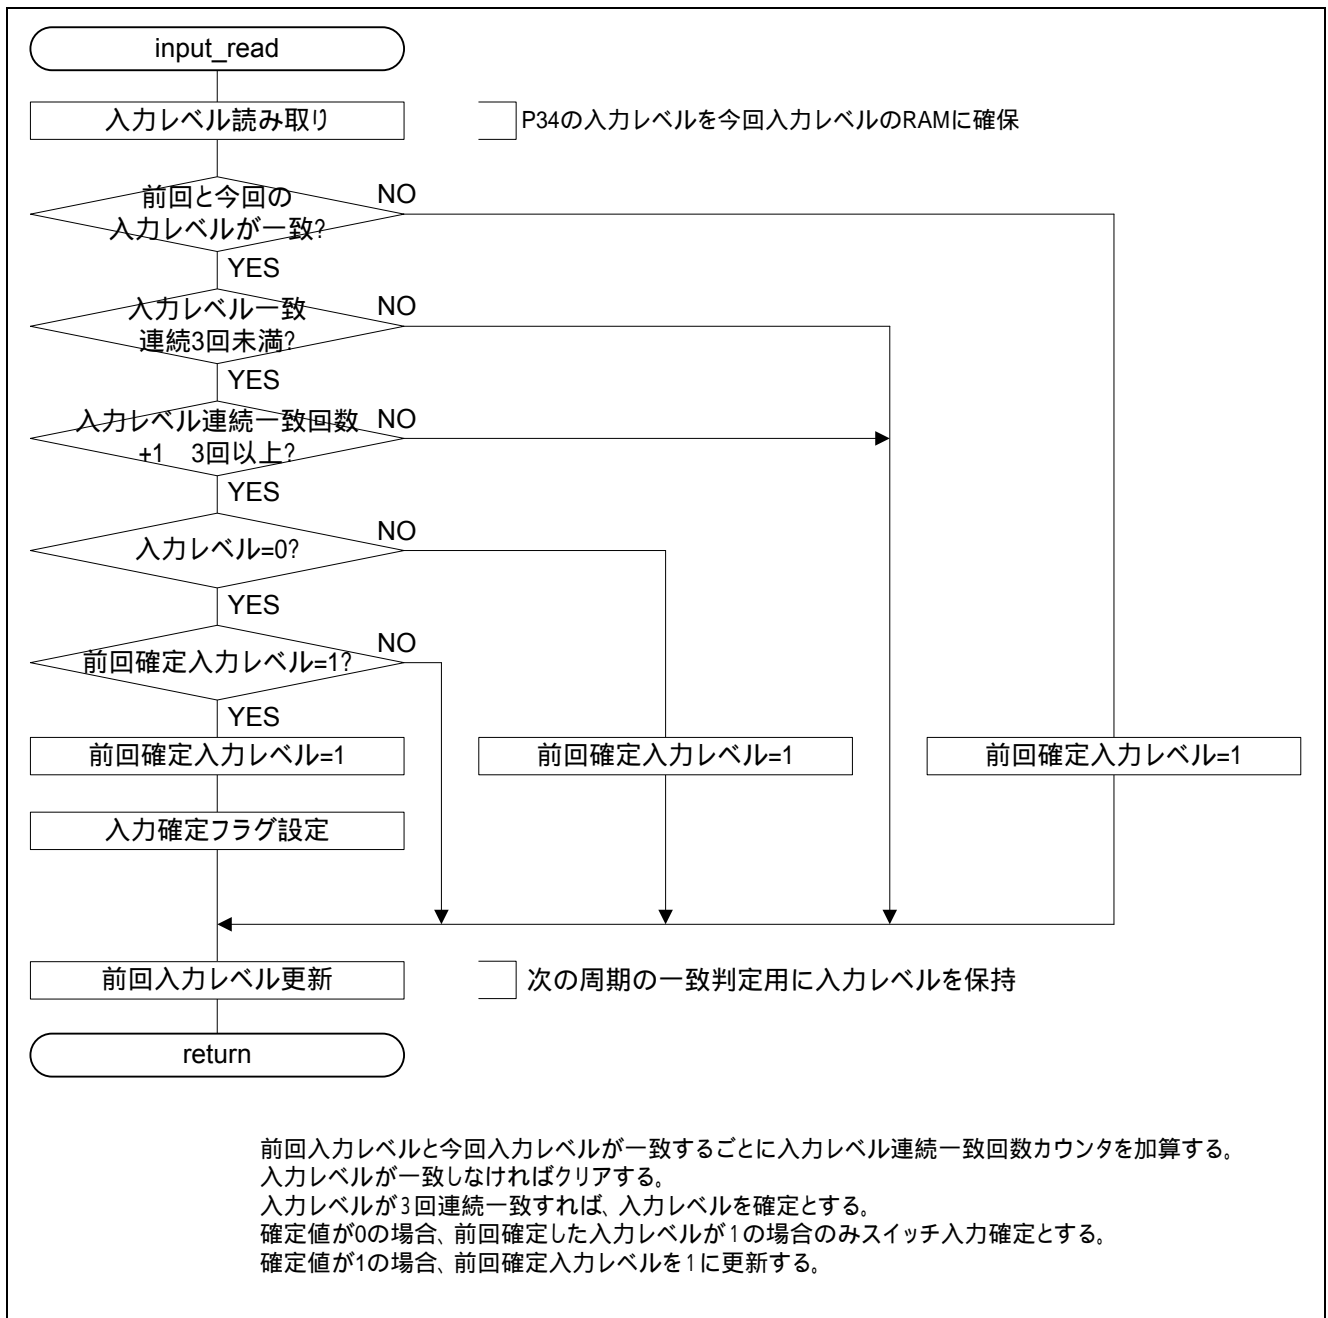 input_read
入力レベル読み取り
P34の入力レベルを今回入力レベルのRAMに確保
前回と今回の
入力レベルが一致?
NO
YES
入力レベル一致
連続3回未満?
NO
YES
入力レベル連続一致回数
+1　3回以上?
NO
YES
入力レベル=0?
NO
YES
前回確定入力レベル=1?
NO
YES
前回確定入力レベル=1
前回確定入力レベル=1
前回確定入力レベル=1
入力確定フラグ設定
前回入力レベル更新
次の周期の一致判定用に入力レベルを保持
return
前回入力レベルと今回入力レベルが一致するごとに入力レベル連続一致回数カウンタを加算する。
入力レベルが一致しなければクリアする。
入力レベルが3回連続一致すれば、入力レベルを確定とする。
確定値が0の場合、前回確定した入力レベルが1の場合のみスイッチ入力確定とする。
確定値が1の場合、前回確定入力レベルを1に更新する。